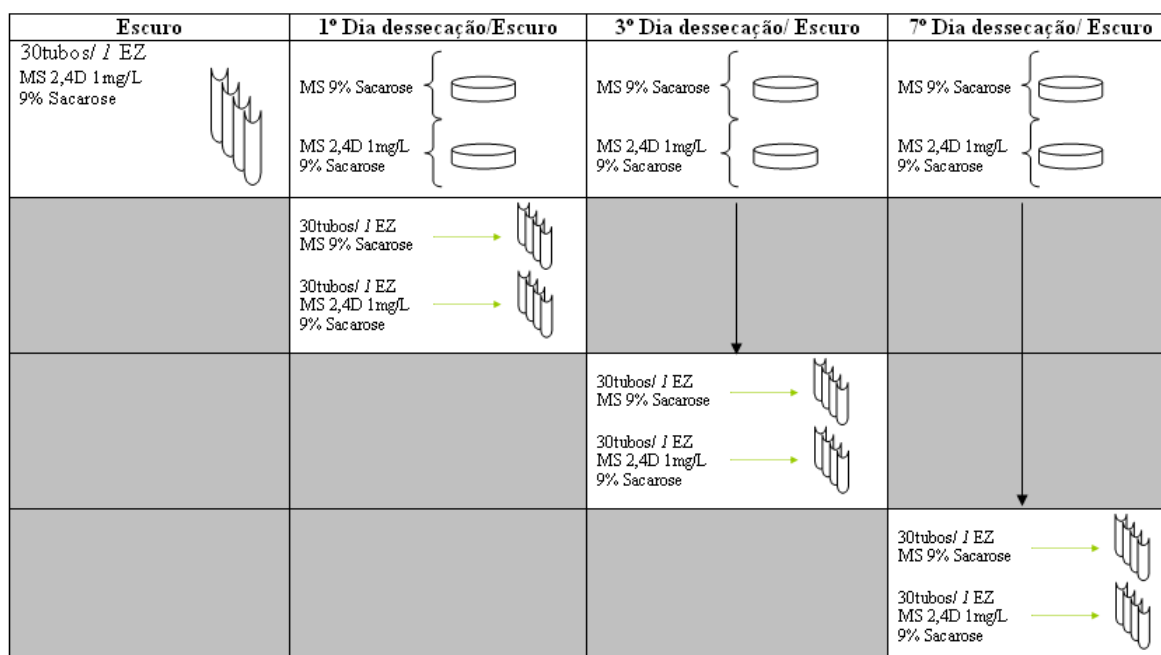 Escuro
1º Dia dessecação/Escuro
3º Dia dessecação/ Escuro
7º Dia dessecação/ Escuro
30tubos/ 1 EZ
MS 2,4D 1mg/L
9% Sacarose
MS 9% Sacarose
MS 2,4D 1mg/L
9% Sacarose
MS 9% Sacarose
MS 2,4D 1mg/L
9% Sacarose
MS 9% Sacarose
MS 2,4D 1mg/L
9% Sacarose
30tubos/ 1 EZ
MS 9% Sacarose
30tubos/ 1 EZ
MS 2,4D 1mg/L
9% Sacarose
30tubos/ 1 EZ
MS 9% Sacarose
30tubos/ 1 EZ
MS 2,4D 1mg/L
9% Sacarose
30tubos/ 1 EZ
MS 9% Sacarose
30tubos/ 1 EZ
MS 2,4D 1mg/L
9% Sacarose